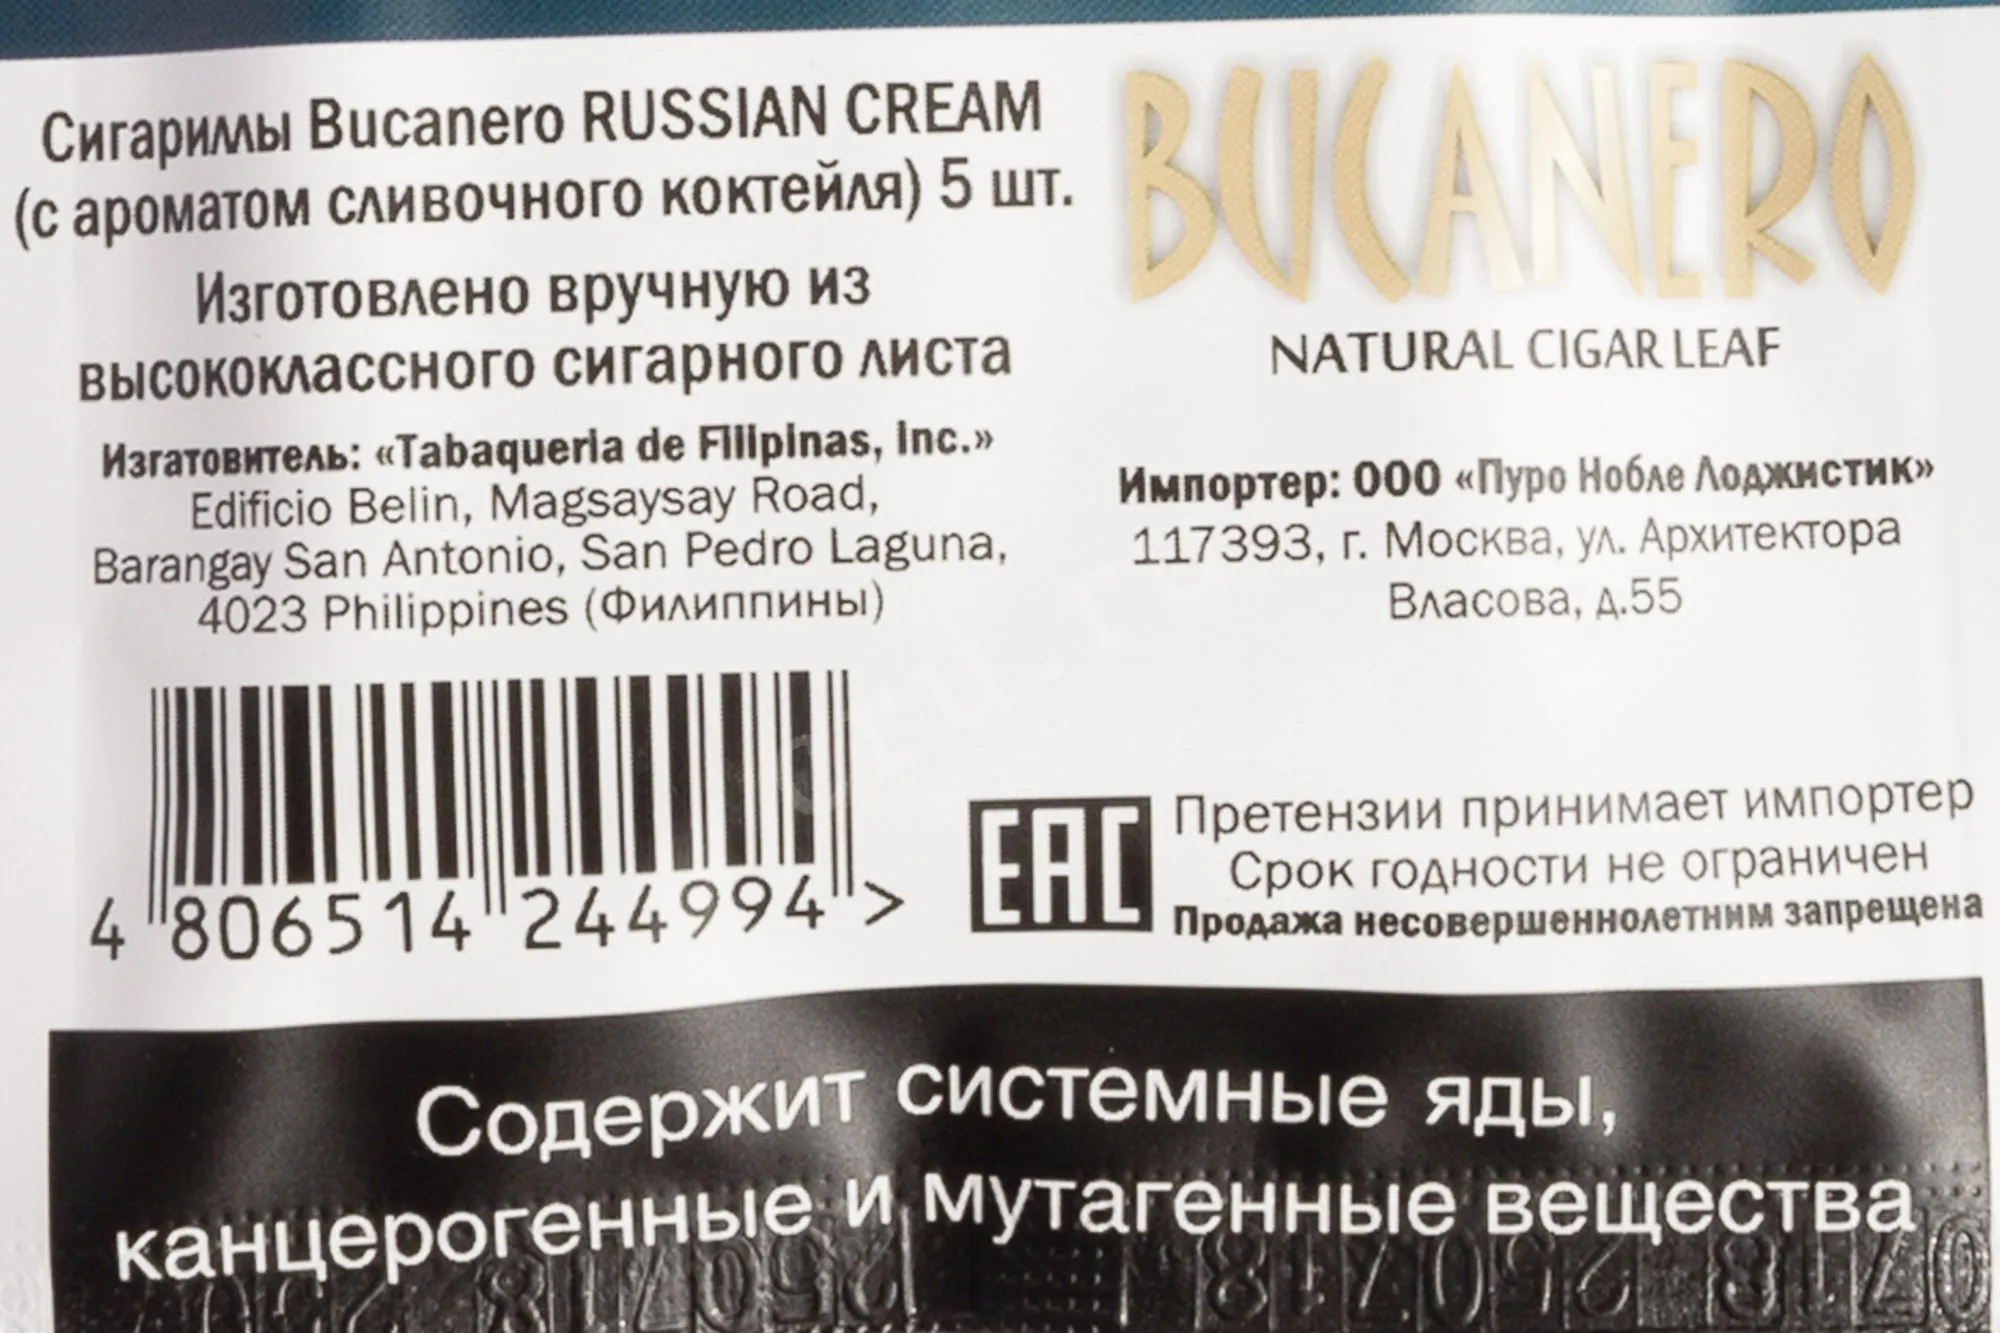 Сигариллы Bucanero RUSSIAN CREAM
(с ароматом сливочного коктейля) 5 шт.
Изготовлено вручную из
высококлассного сигарного листа
Изгатовитель: «Tabaqueria de Filipinas, Inc.»
Edificio Belin, Magsaysay Road,
Barangay San Antonio, San Pedro Laguna,
4023 Philippines (Филиппины)
4 806514 244994 >
BUCANERO
NATURAL CIGAR LEAF
Импортер: ООО «Пуро Нобле Лоджистик»
117393, г. Москва, ул. Архитектора
Власова, д.55
EAC
Претензии принимает импортер
Срок годности не ограничен
Продажа несовершеннолетним запрещена
Содержит системные яды,
канцерогенные и мутагенные вещества